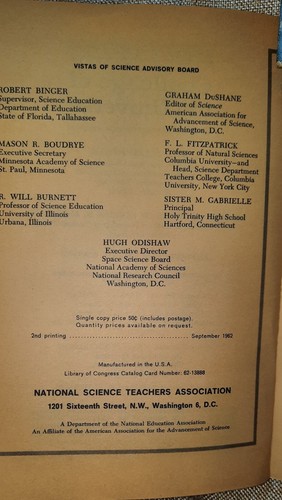 VISTAS OF SCIENCE ADVISORY BOARD
ROBERT BINGER
Supervisor, Science Education
Department of Education
State of Florida, Tallahassee
GRAHAM DuSHANE
Editor of Science
American Association for
Advancement of Science,
Washington, D.C.
MASON R. BOUDRYE
Executive Secretary
Minnesota Academy of Science
St. Paul, Minnesota
F. L. FITZPATRICK
Professor of Natural Sciences
Columbia University—and
Head, Science Department
Teachers College, Columbia
University, New York City
R. WILL BURNETT
Professor of Science Education
University of Illinois
Urbana, Illinois
SISTER M. GABRIELLE
Principal
Holy Trinity High School
Hartford, Connecticut
HUGH ODISHAW
Executive Director
Space Science Board
National Academy of Sciences
National Research Council
Washington, D.C.
Single copy price 50¢ (includes postage).
Quantity prices available on request.
2nd printing ........................ September 1962
Manufactured in the U.S.A.
Library of Congress Catalog Card Number: 62-13888
NATIONAL SCIENCE TEACHERS ASSOCIATION
1201 Sixteenth Street, N.W., Washington 6, D.C.
A Department of the National Education Association
An Affiliate of the American Association for the Advancement of Science